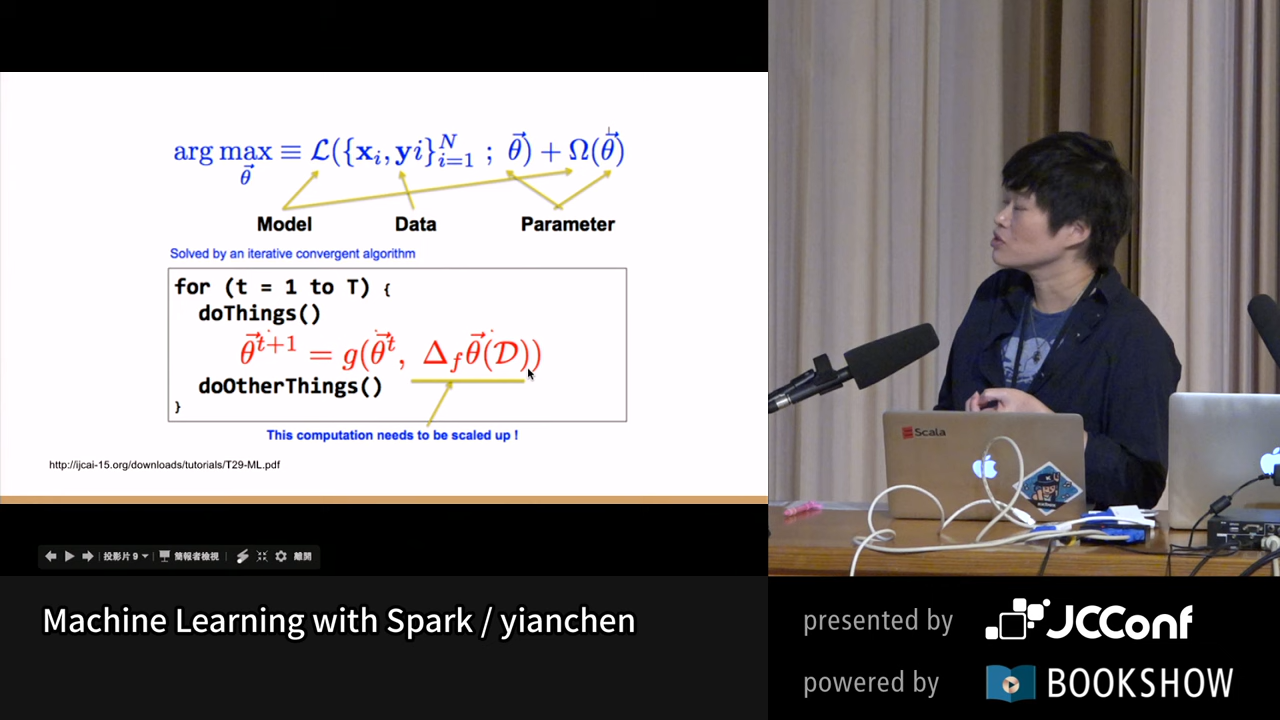 arg max_θ⃗ ≡ ℒ({x_i, yi}_{i=1}^N ; θ⃗) + Ω(θ⃗)
Model Data Parameter
Solved by an iterative convergent algorithm
for (t = 1 to T) {
doThings()
θ⃗^{t+1} = g(θ⃗^t, Δ_f θ⃗(𝒟))
doOtherThings()
}
This computation needs to be scaled up !
http://ijcai-15.org/downloads/tutorials/T29-ML.pdf
投影片 9 簡報者檢視 離開
Scala
Machine Learning with Spark / yianchen
presented by JCConf
powered by BOOKSHOW